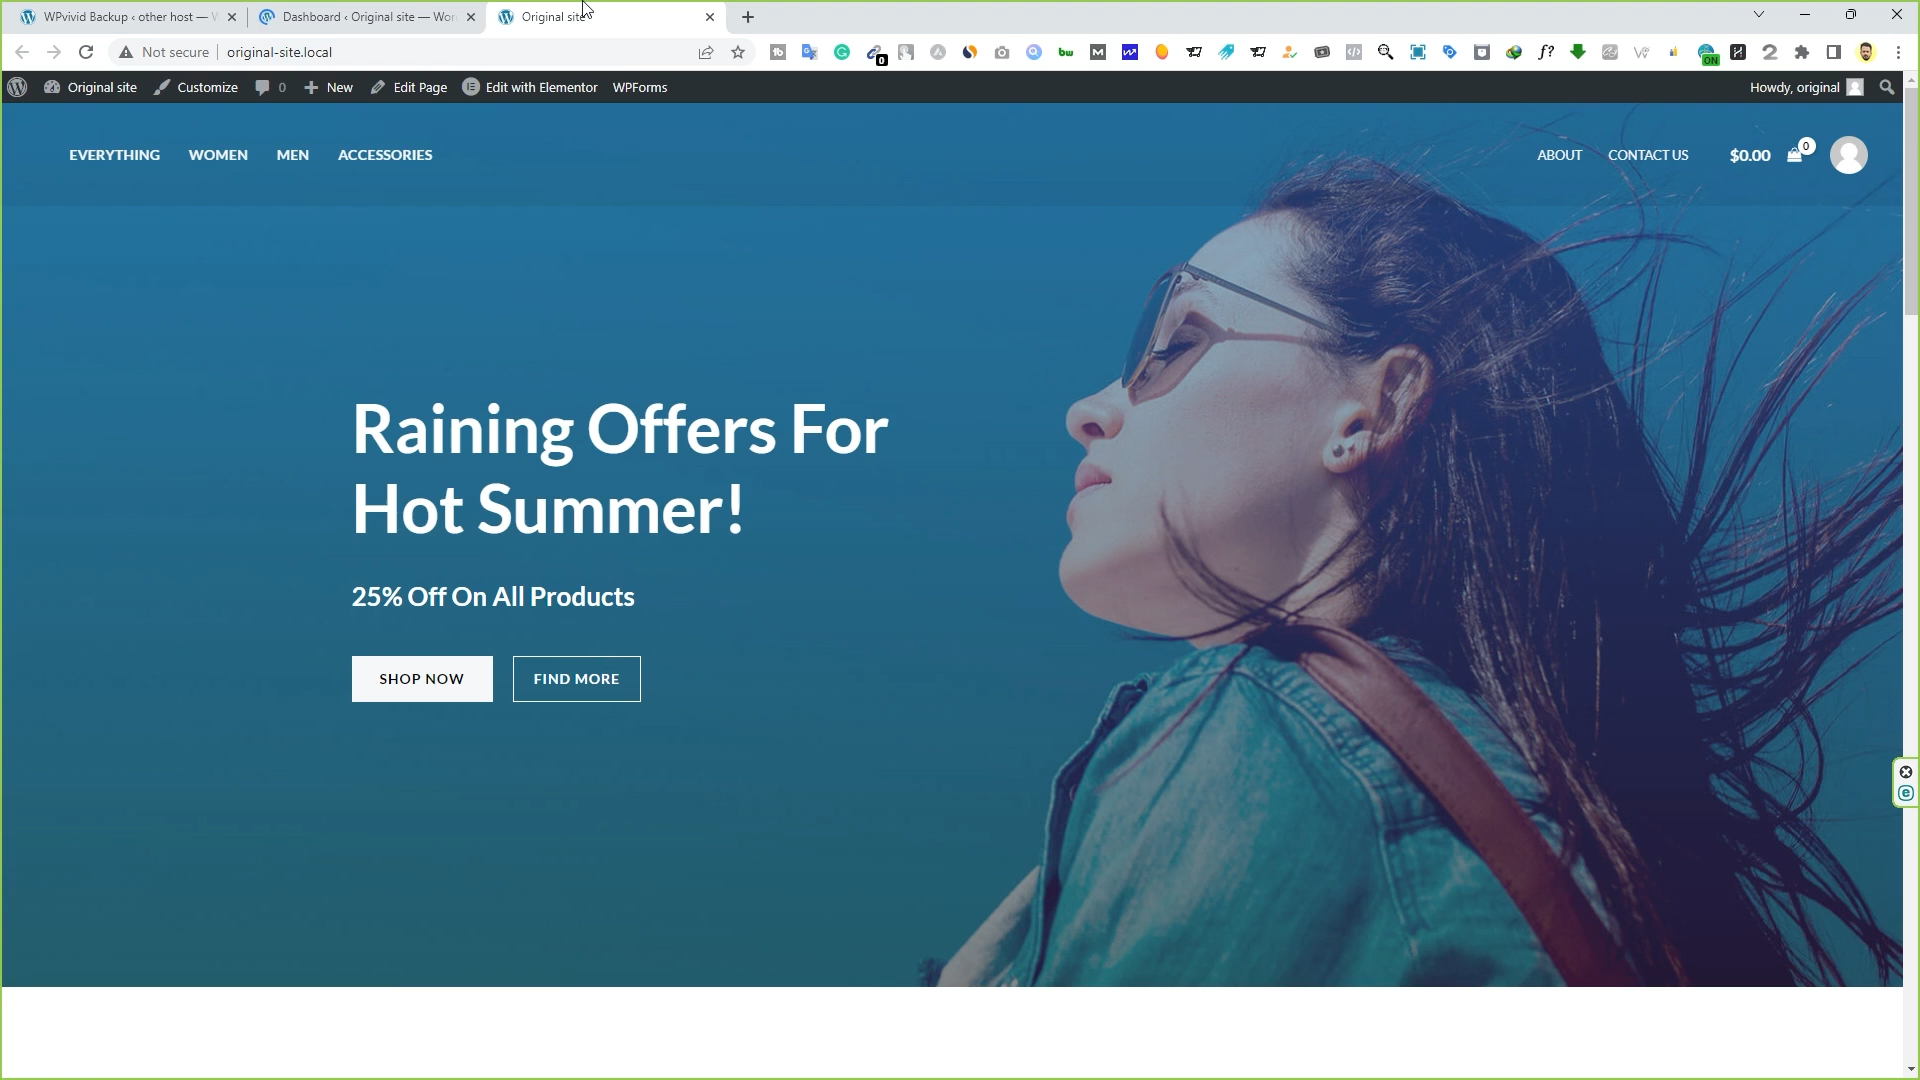 WPvivid Backup ‹ other host — W
Dashboard ‹ Original site — Wor
Original site
Not secure
original-site.local
Original site
Customize
0
New
Edit Page
Edit with Elementor
WPForms
Howdy, original
EVERYTHING
WOMEN
MEN
ACCESSORIES
ABOUT
CONTACT US
$0.00
0
Raining Offers For
Hot Summer!
25% Off On All Products
SHOP NOW
FIND MORE